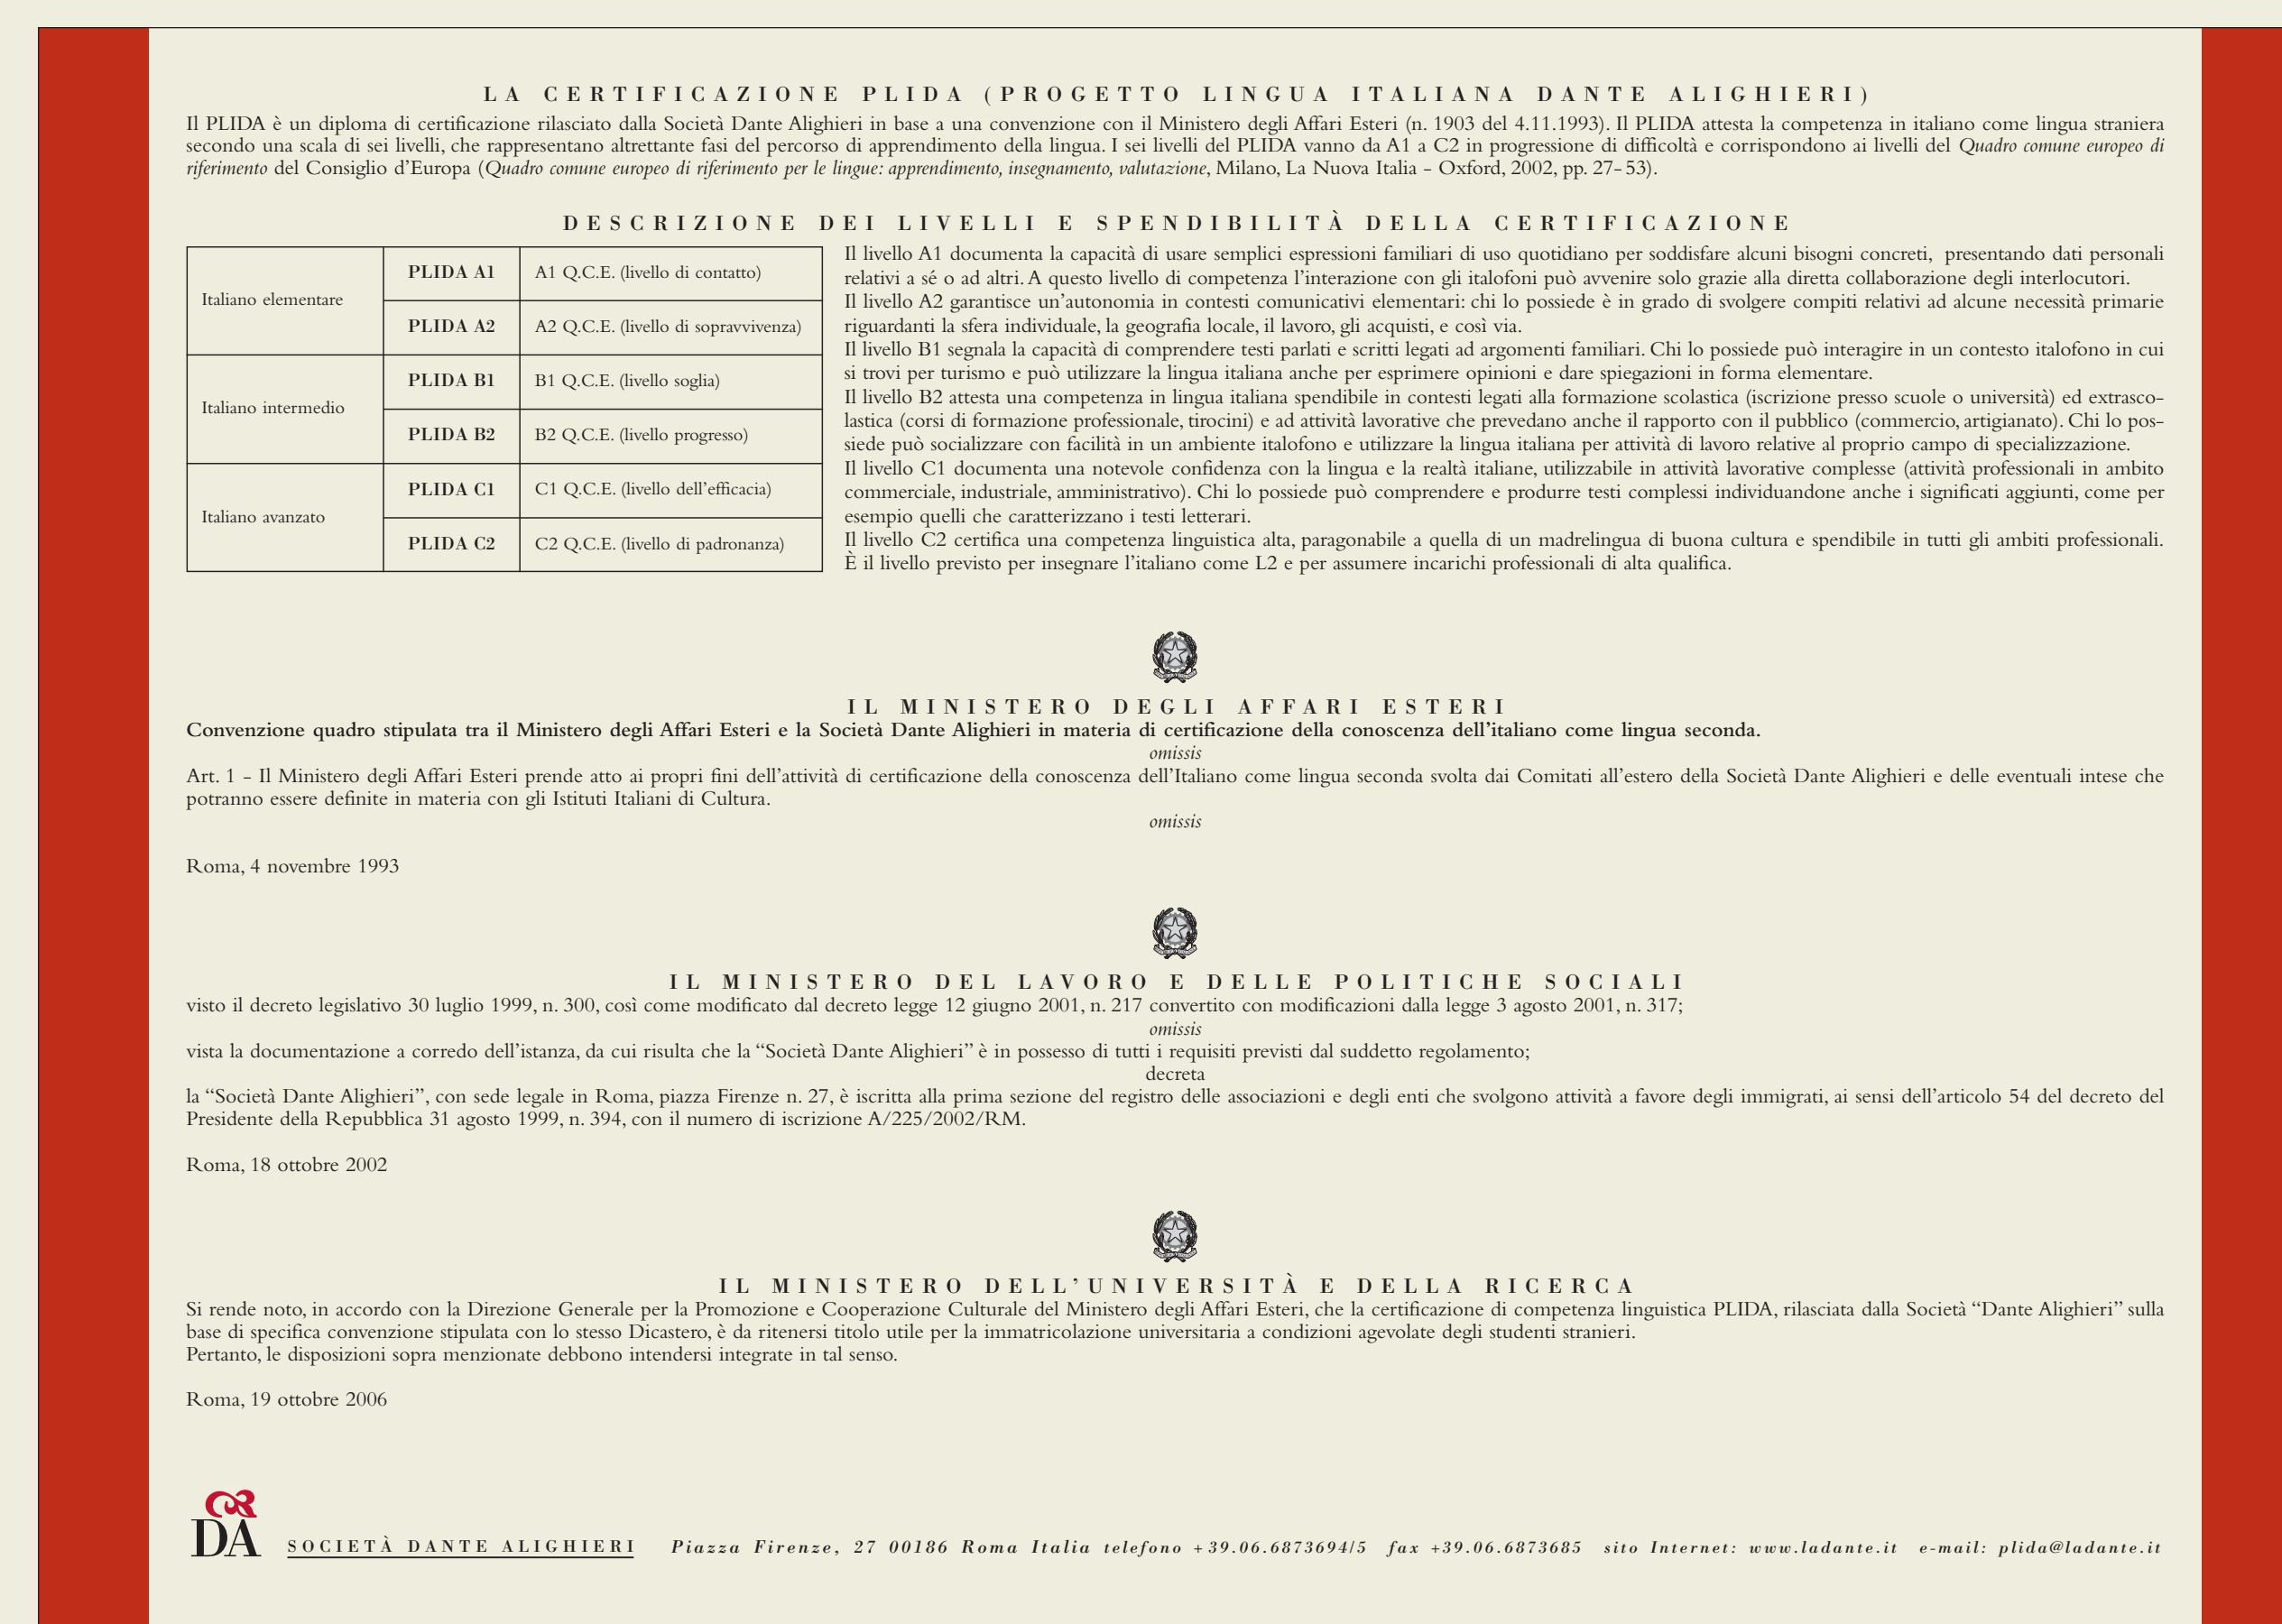 LA CERTIFICAZIONE PLIDA (PROGETTO LINGUA ITALIANA DANTE ALIGHIERI)
Il PLIDA è un diploma di certificazione rilasciato dalla Società Dante Alighieri in base a una convenzione con il Ministero degli Affari Esteri (n. 1903 del 4.11.1993). Il PLIDA attesta la competenza in italiano come lingua straniera
secondo una scala di sei livelli, che rappresentano altrettante fasi del percorso di apprendimento della lingua. I sei livelli del PLIDA vanno da A1 a C2 in progressione di difficoltà e corrispondono ai livelli del Quadro comune europeo di
riferimento del Consiglio d’Europa (Quadro comune europeo di riferimento per le lingue: apprendimento, insegnamento, valutazione, Milano, La Nuova Italia - Oxford, 2002, pp. 27-53).
DESCRIZIONE DEI LIVELLI E SPENDIBILITÀ DELLA CERTIFICAZIONE
Italiano elementare
PLIDA A1
A1 Q.C.E. (livello di contatto)
PLIDA A2
A2 Q.C.E. (livello di sopravvivenza)
Italiano intermedio
PLIDA B1
B1 Q.C.E. (livello soglia)
PLIDA B2
B2 Q.C.E. (livello progresso)
Italiano avanzato
PLIDA C1
C1 Q.C.E. (livello dell’efficacia)
PLIDA C2
C2 Q.C.E. (livello di padronanza)
Il livello A1 documenta la capacità di usare semplici espressioni familiari di uso quotidiano per soddisfare alcuni bisogni concreti, presentando dati personali
relativi a sé o ad altri. A questo livello di competenza l’interazione con gli italofoni può avvenire solo grazie alla diretta collaborazione degli interlocutori.
Il livello A2 garantisce un’autonomia in contesti comunicativi elementari: chi lo possiede è in grado di svolgere compiti relativi ad alcune necessità primarie
riguardanti la sfera individuale, la geografia locale, il lavoro, gli acquisti, e così via.
Il livello B1 segnala la capacità di comprendere testi parlati e scritti legati ad argomenti familiari. Chi lo possiede può interagire in un contesto italofono in cui
si trovi per turismo e può utilizzare la lingua italiana anche per esprimere opinioni e dare spiegazioni in forma elementare.
Il livello B2 attesta una competenza in lingua italiana spendibile in contesti legati alla formazione scolastica (iscrizione presso scuole o università) ed extrasco-
lastica (corsi di formazione professionale, tirocini) e ad attività lavorative che prevedano anche il rapporto con il pubblico (commercio, artigianato). Chi lo pos-
siede può socializzare con facilità in un ambiente italofono e utilizzare la lingua italiana per attività di lavoro relative al proprio campo di specializzazione.
Il livello C1 documenta una notevole confidenza con la lingua e la realtà italiane, utilizzabile in attività lavorative complesse (attività professionali in ambito
commerciale, industriale, amministrativo). Chi lo possiede può comprendere e produrre testi complessi individuandone anche i significati aggiunti, come per
esempio quelli che caratterizzano i testi letterari.
Il livello C2 certifica una competenza linguistica alta, paragonabile a quella di un madrelingua di buona cultura e spendibile in tutti gli ambiti professionali.
È il livello previsto per insegnare l’italiano come L2 e per assumere incarichi professionali di alta qualifica.
IL MINISTERO DEGLI AFFARI ESTERI
Convenzione quadro stipulata tra il Ministero degli Affari Esteri e la Società Dante Alighieri in materia di certificazione della conoscenza dell’italiano come lingua seconda.
omissis
Art. 1 - Il Ministero degli Affari Esteri prende atto ai propri fini dell’attività di certificazione della conoscenza dell’Italiano come lingua seconda svolta dai Comitati all’estero della Società Dante Alighieri e delle eventuali intese che
potranno essere definite in materia con gli Istituti Italiani di Cultura.
omissis
Roma, 4 novembre 1993
IL MINISTERO DEL LAVORO E DELLE POLITICHE SOCIALI
visto il decreto legislativo 30 luglio 1999, n. 300, così come modificato dal decreto legge 12 giugno 2001, n. 217 convertito con modificazioni dalla legge 3 agosto 2001, n. 317;
omissis
vista la documentazione a corredo dell’istanza, da cui risulta che la “Società Dante Alighieri” è in possesso di tutti i requisiti previsti dal suddetto regolamento;
decreta
la “Società Dante Alighieri”, con sede legale in Roma, piazza Firenze n. 27, è iscritta alla prima sezione del registro delle associazioni e degli enti che svolgono attività a favore degli immigrati, ai sensi dell’articolo 54 del decreto del
Presidente della Repubblica 31 agosto 1999, n. 394, con il numero di iscrizione A/225/2002/RM.
Roma, 18 ottobre 2002
IL MINISTERO DELL’UNIVERSITÀ E DELLA RICERCA
Si rende noto, in accordo con la Direzione Generale per la Promozione e Cooperazione Culturale del Ministero degli Affari Esteri, che la certificazione di competenza linguistica PLIDA, rilasciata dalla Società “Dante Alighieri” sulla
base di specifica convenzione stipulata con lo stesso Dicastero, è da ritenersi titolo utile per la immatricolazione universitaria a condizioni agevolate degli studenti stranieri.
Pertanto, le disposizioni sopra menzionate debbono intendersi integrate in tal senso.
Roma, 19 ottobre 2006
DA
SOCIETÀ DANTE ALIGHIERI Piazza Firenze, 27 00186 Roma Italia telefono +39.06.6873694/5 fax +39.06.6873685 sito Internet: www.ladante.it e-mail: plida@ladante.it